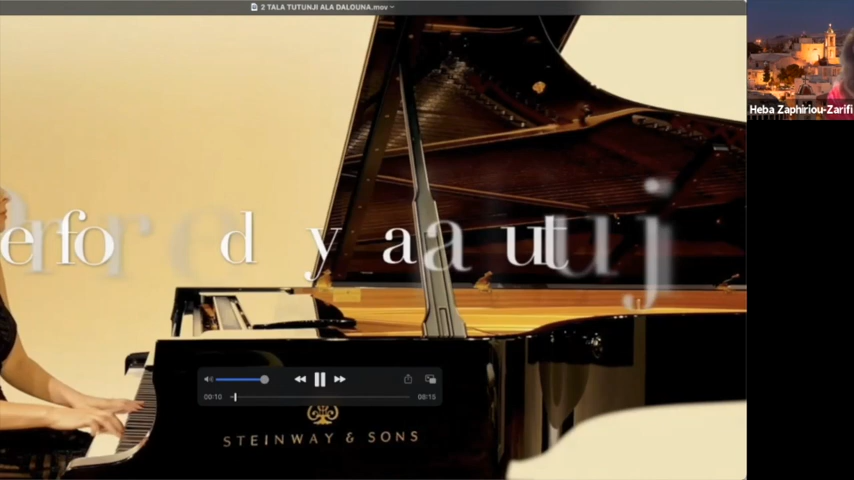 2 TALA TUTUNJI ALA DALOUNA.mov
Heba Zaphiriou-Zarifi
00:10
08:15
STEINWAY & SONS